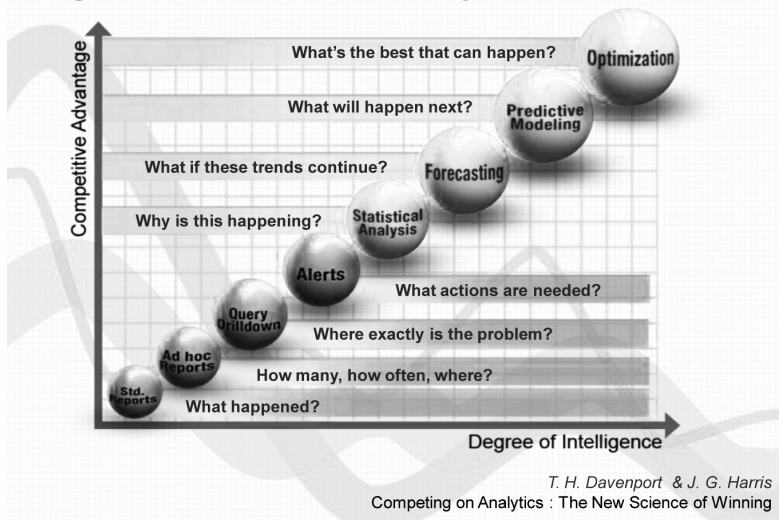 Competitive Advantage
What's the best that can happen?
Optimization
What will happen next?
Predictive
Modeling
What if these trends continue?
Forecasting
Why is this happening?
Statistical
Analysis
Alerts
What actions are needed?
Query
Drilldown
Where exactly is the problem?
Ad hoc
Reports
How many, how often, where?
Std.
Reports
What happened?
Degree of Intelligence
T. H. Davenport & J. G. Harris
Competing on Analytics : The New Science of Winning